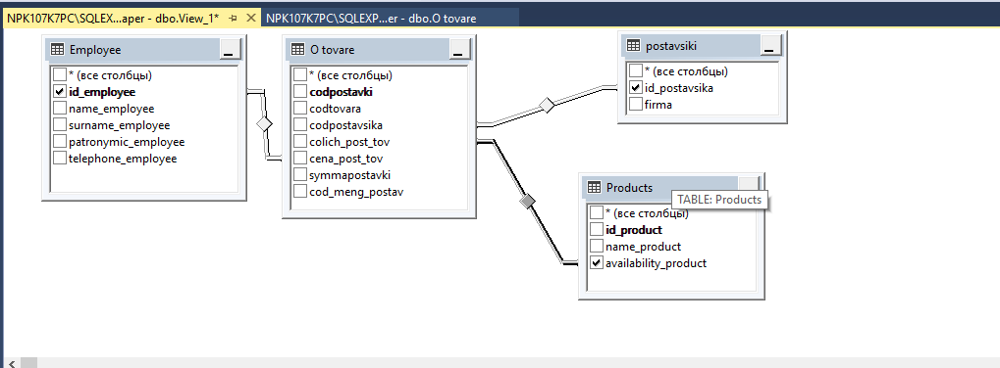 NPK107K7PC\SQLEX...aper - dbo.View_1*
NPK107K7PC\SQLEXP...er - dbo.O tovare
Employee
* (все столбцы)
id_employee
name_employee
surname_employee
patronymic_employee
telephone_employee
O tovare
* (все столбцы)
codpostavki
codtovara
codpostavsika
colich_post_tov
cena_post_tov
symmapostavki
cod_meng_postav
postavsiki
* (все столбцы)
id_postavsika
firma
Products
TABLE: Products
* (все столбцы)
id_product
name_product
availability_product